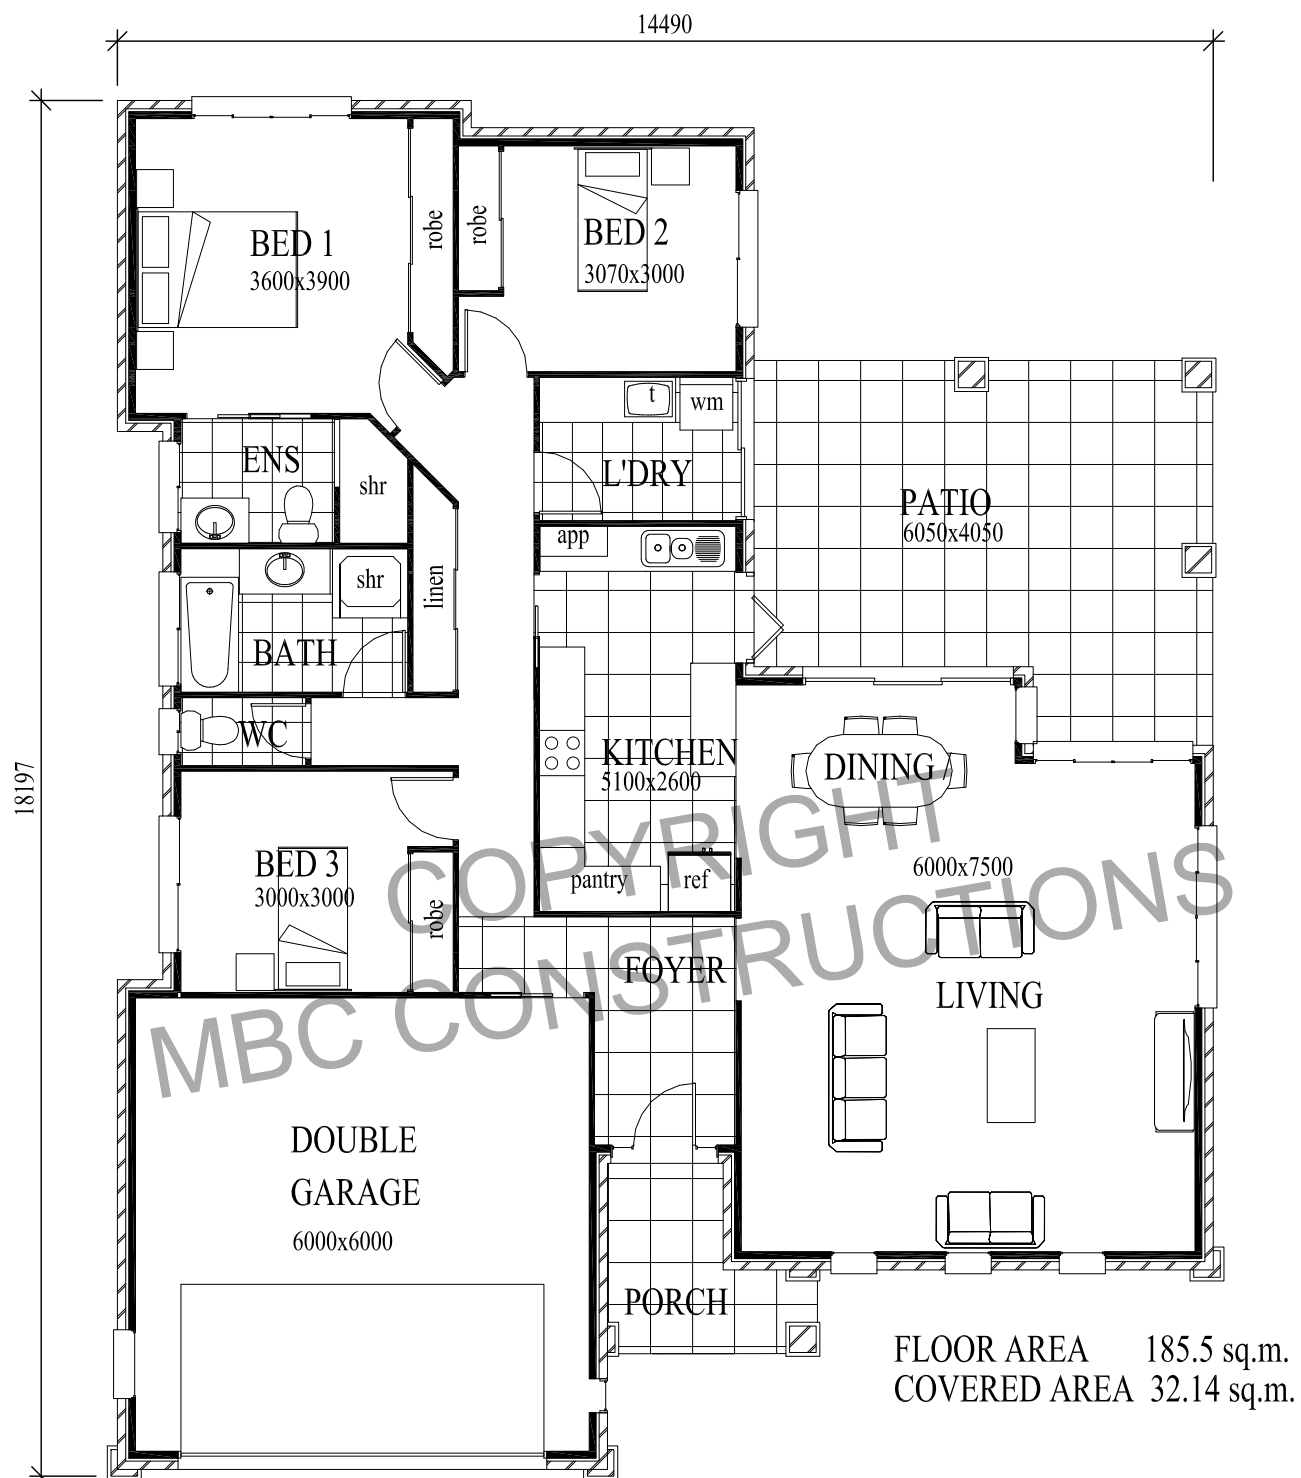 14490
18197
BED 1
3600x3900
robe
robe
BED 2
3070x3000
t
wm
ENS
shr
L'DRY
PATIO
6050x4050
app
shr
linen
BATH
WC
KITCHEN
5100x2600
DINING
6000x7500
BED 3
3000x3000
robe
pantry
ref
COPYRIGHT
MBC CONSTRUCTIONS
FOYER
LIVING
DOUBLE
GARAGE
6000x6000
PORCH
FLOOR AREA 185.5 sq.m.
COVERED AREA 32.14 sq.m.